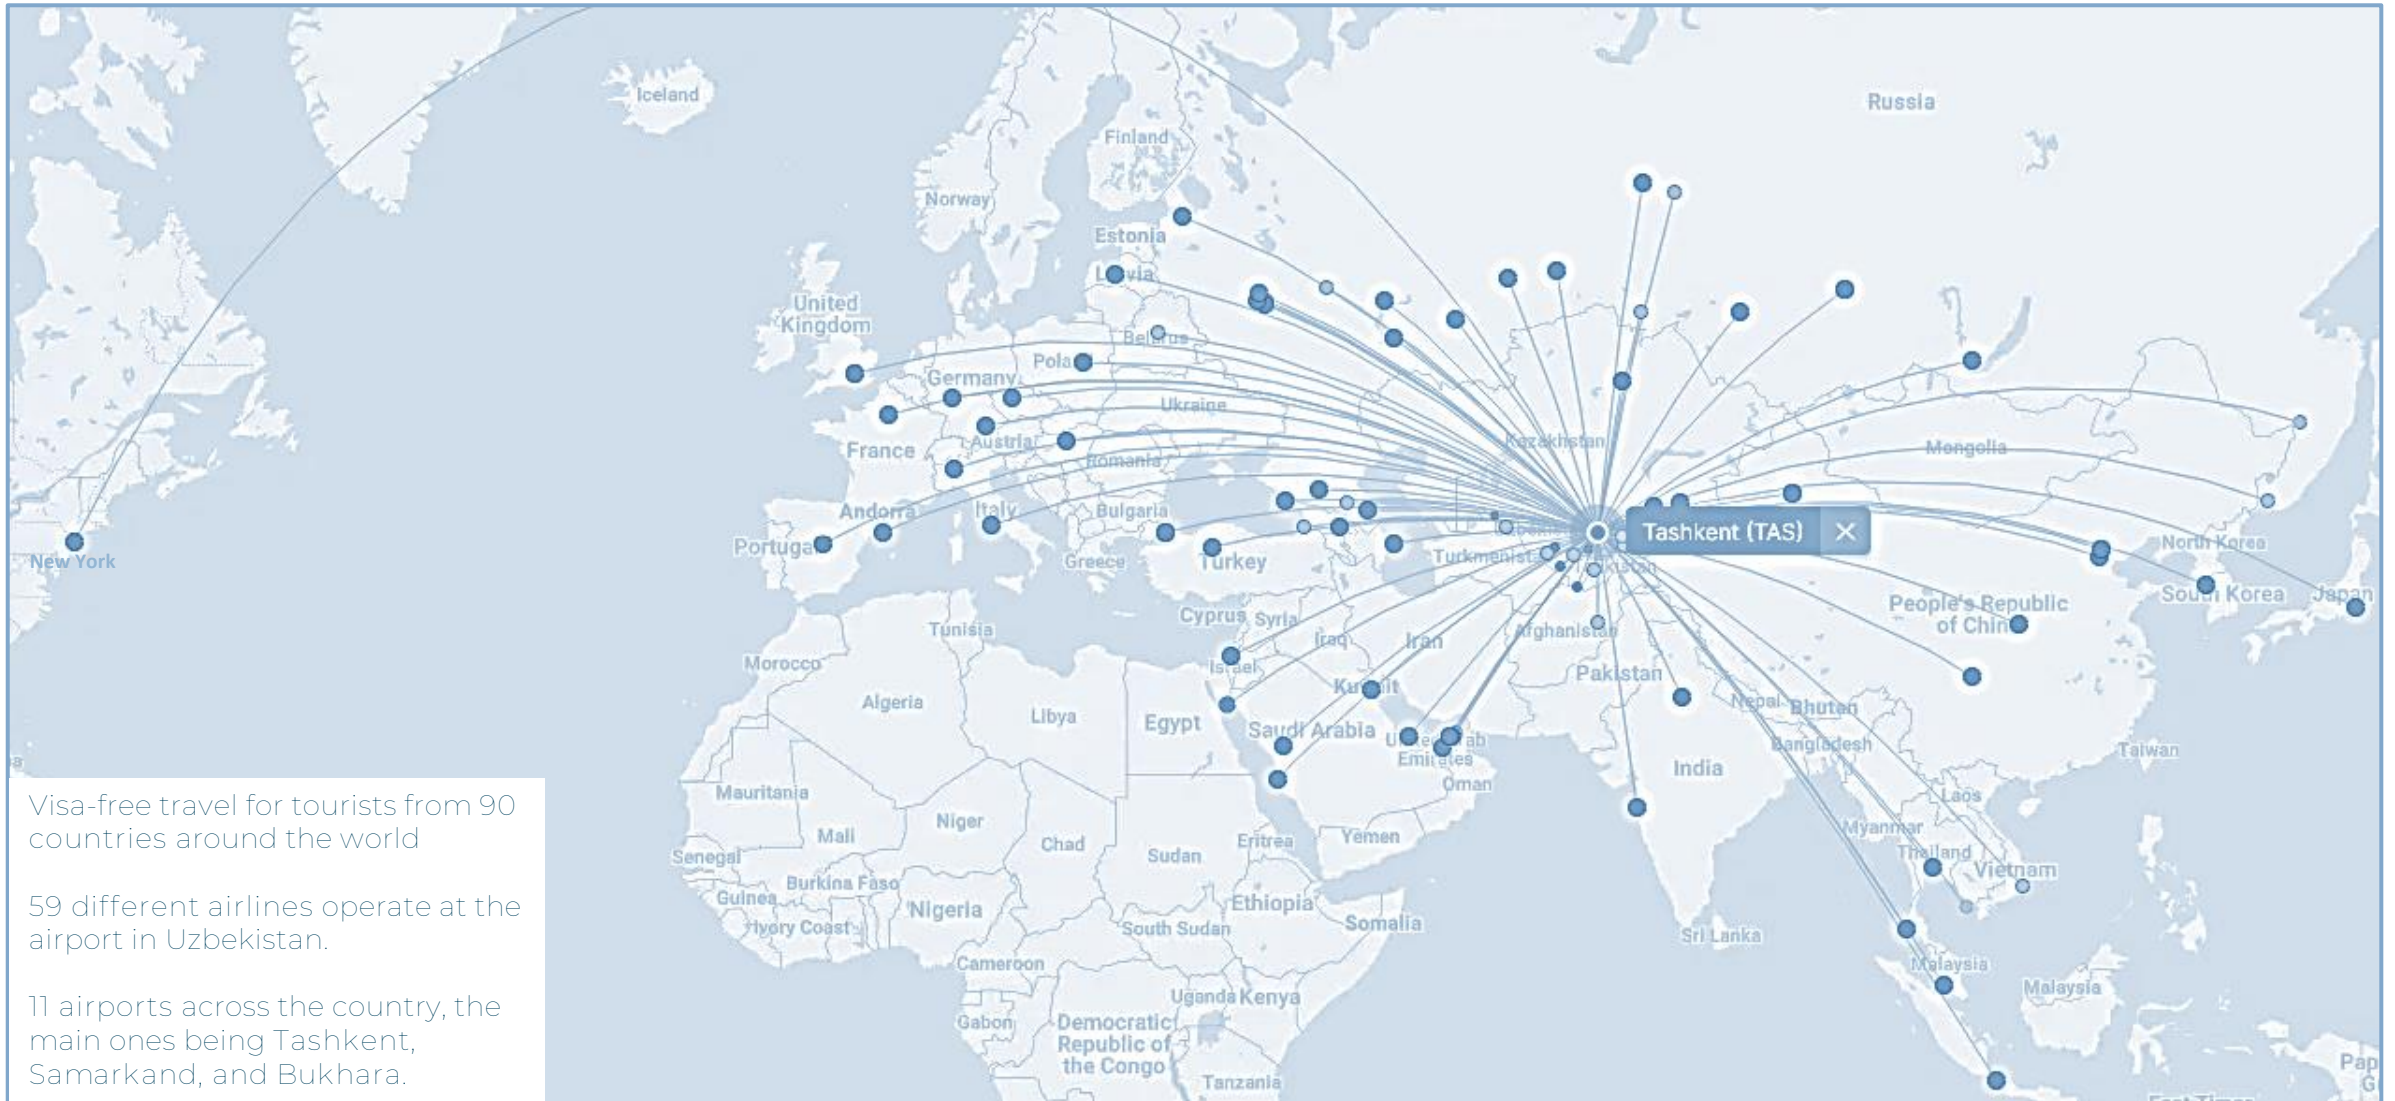 Iceland
Russia
Finland
Norway
Estonia
United
Kingdom
Belarus
Germany
Ukraine
France
Austria
Kazakhstan
Mongolia
Romania
Andorra
Italy
Bulgaria
Tashkent (TAS)
North Korea
New York
Greece
Turkey
South Korea
Japan
Cyprus
Syria
People's Republic
of China
Tunisia
Iraq
Iran
Afghanistan
Morocco
Israel
Pakistan
Kuwait
Algeria
Libya
Egypt
Saudi Arabia
Nepal
Bhutan
United Arab
Emirates
Bangladesh
Taiwan
India
Oman
Mauritania
Laos
Mali
Niger
Chad
Sudan
Eritrea
Yemen
Myanmar
Senegal
Thailand
Vietnam
Burkina Faso
Guinea
Nigeria
Ethiopia
Ivory Coast
South Sudan
Somalia
Sri Lanka
Cameroon
Malaysia
Malaysia
Uganda
Kenya
Gabon
Democratic
Republic of
the Congo
Tanzania
Visa-free travel for tourists from 90
countries around the world
59 different airlines operate at the
airport in Uzbekistan.
11 airports across the country, the
main ones being Tashkent,
Samarkand, and Bukhara.